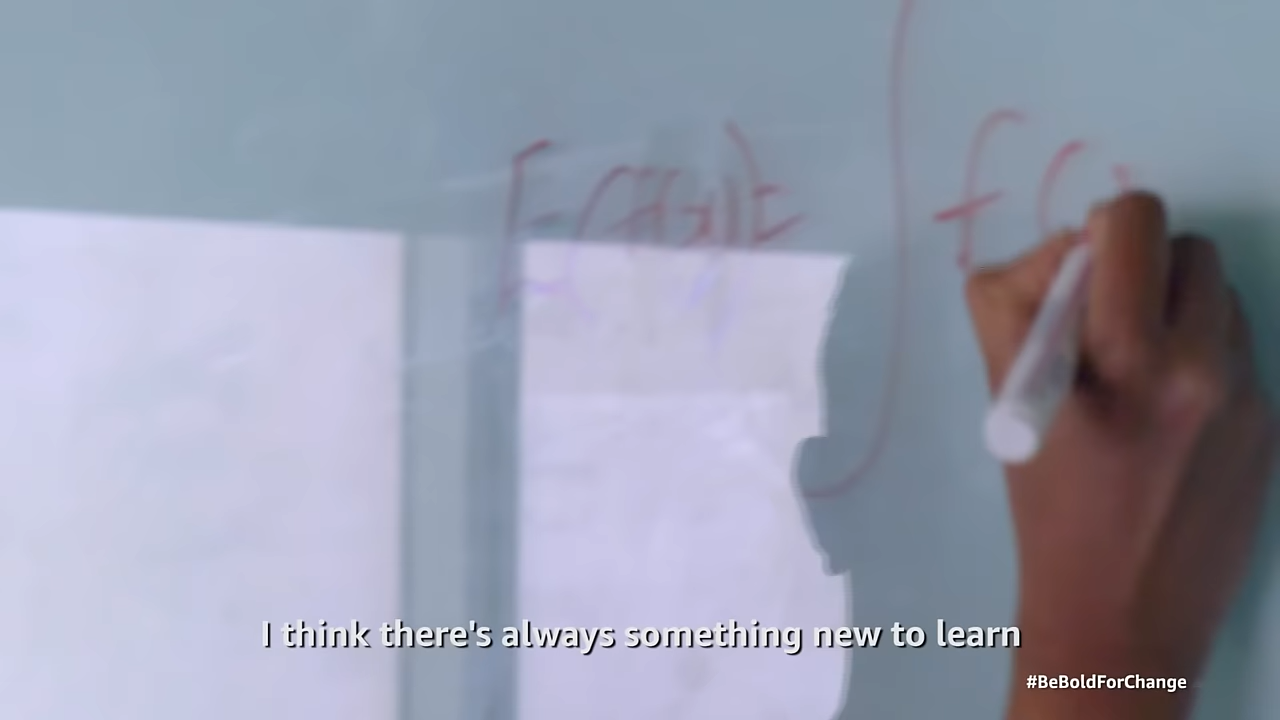 E(f(x)) = ∫ f(x
I think there's always something new to learn
#BeBoldForChange